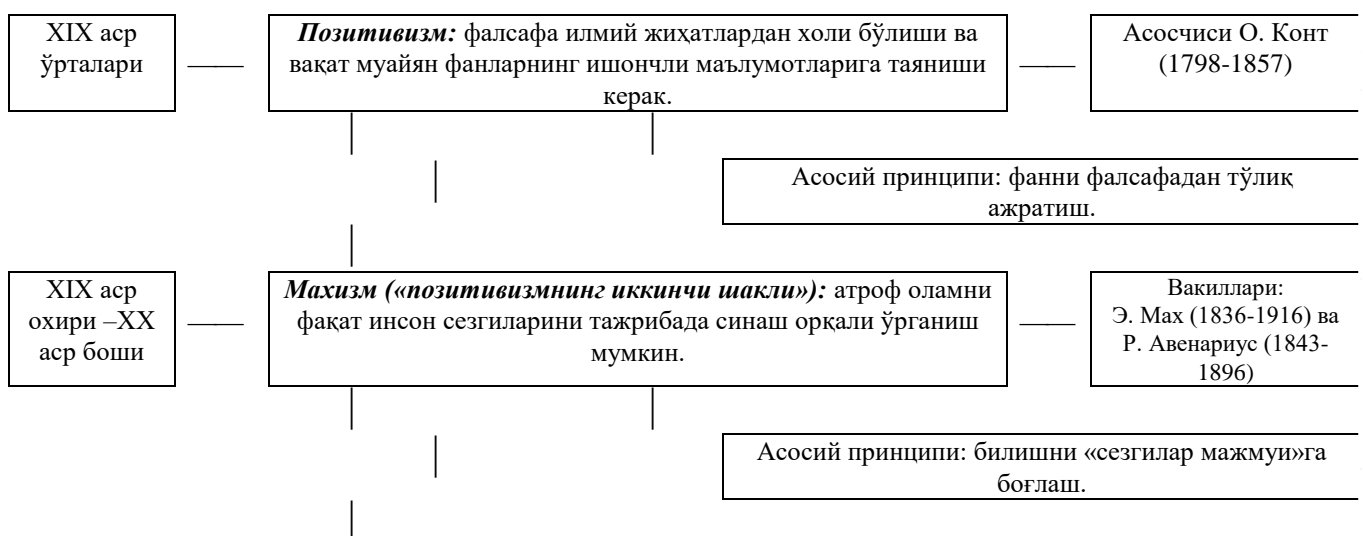 XIX аср
ўрталари
Позитивизм: фалсафа илмий жиҳатлардан холи бўлиши ва
вақат муайян фанларнинг ишончли маълумотларига таяниши
керак.
Асосчиси О. Конт
(1798-1857)
Асосий принципи: фанни фалсафадан тўлиқ
ажратиш.
XIX аср
охири –XX
аср боши
Махизм («позитивизмнинг иккинчи шакли»): атроф оламни
фақат инсон сезгиларини тажрибада синаш орқали ўрганиш
мумкин.
Вакиллари:
Э. Мах (1836-1916) ва
Р. Авенариус (1843-
1896)
Асосий принципи: билишни «сезгилар мажмуи»га
боғлаш.